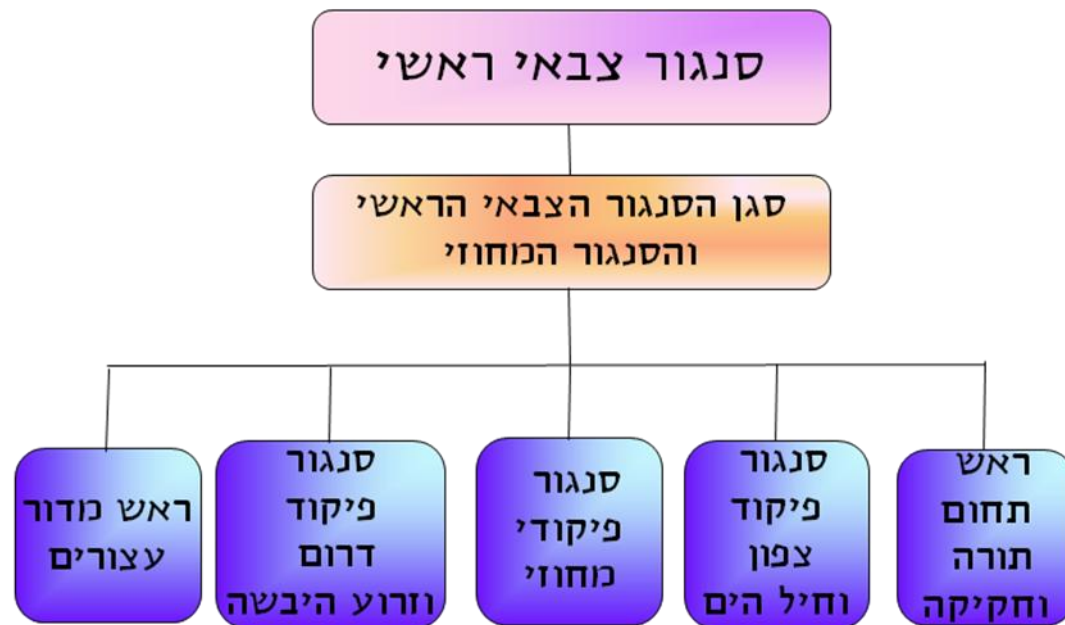 סנגור צבאי ראשי
סגן הסנגור הצבאי הראשי
והסנגור המחוזי
ראש
תחום
תורה
וחקיקה
סנגור
פיקוד
צפון
וחיל הים
סנגור
פיקודי
מחוזי
סנגור
פיקוד
דרום
וזרוע היבשה
ראש מדור
עצורים